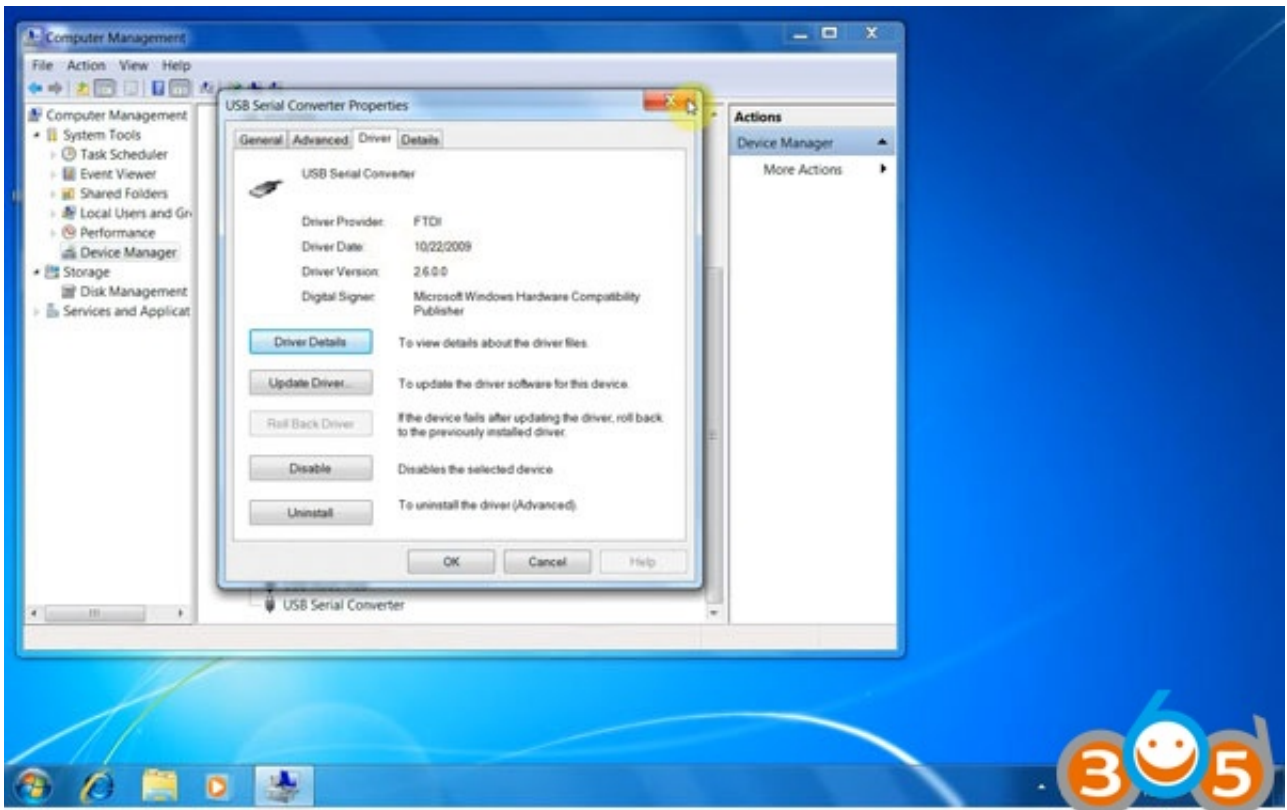 Computer Management
File Action View Help
Computer Management
System Tools
Task Scheduler
Event Viewer
Shared Folders
Local Users and Gr
Performance
Device Manager
Storage
Disk Management
Services and Applicat
USB Serial Converter Properties
General Advanced Driver Details
USB Serial Converter
Driver Provider: FTDI
Driver Date: 10/22/2009
Driver Version: 2.6.0.0
Digital Signer: Microsoft Windows Hardware Compatibility
Publisher
Driver Details To view details about the driver files.
Update Driver... To update the driver software for this device.
Roll Back Driver If the device fails after updating the driver, roll back
to the previously installed driver.
Disable Disables the selected device.
Uninstall To uninstall the driver (Advanced).
OK Cancel Help
USB Serial Converter
Actions
Device Manager
More Actions
365d